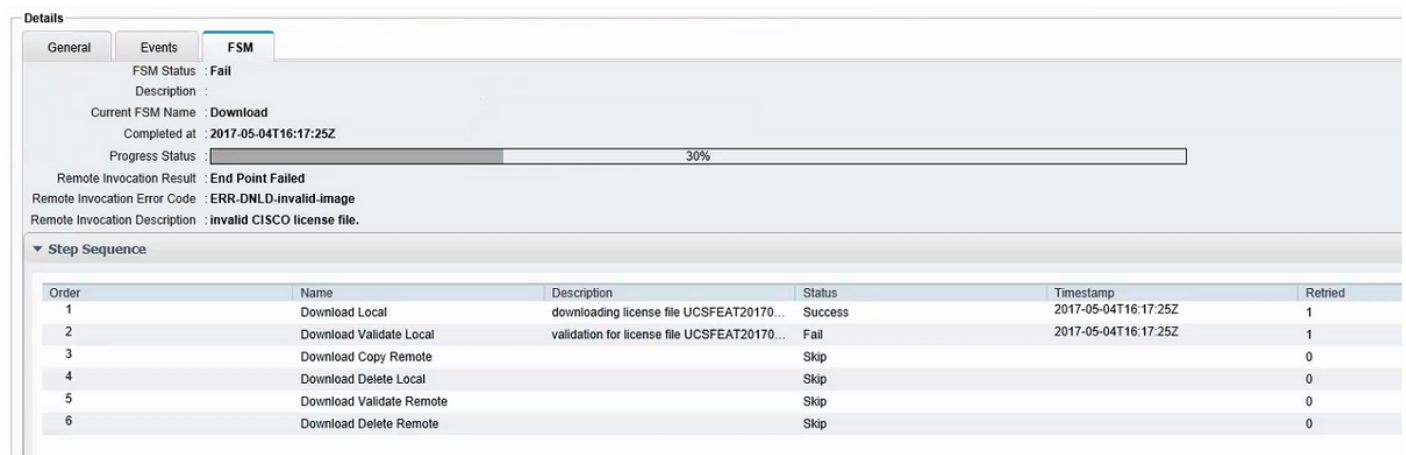 Details
General Events FSM
FSM Status : Fail
Description :
Current FSM Name : Download
Completed at : 2017-05-04T16:17:25Z
Progress Status : 30%
Remote Invocation Result : End Point Failed
Remote Invocation Error Code : ERR-DNLD-invalid-image
Remote Invocation Description : invalid CISCO license file.
Step Sequence
Order Name Description Status Timestamp Retried
1 Download Local downloading license file UCSFEAT20170... Success 2017-05-04T16:17:25Z 1
2 Download Validate Local validation for license file UCSFEAT20170... Fail 2017-05-04T16:17:25Z 1
3 Download Copy Remote Skip 0
4 Download Delete Local Skip 0
5 Download Validate Remote Skip 0
6 Download Delete Remote Skip 0